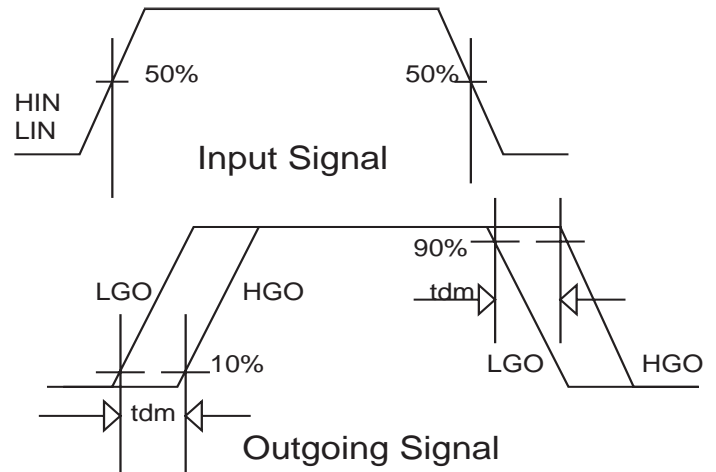 50%
50%
HIN
LIN
Input Signal
90%
LGO
HGO
tdm
10%
LGO
HGO
tdm
Outgoing Signal